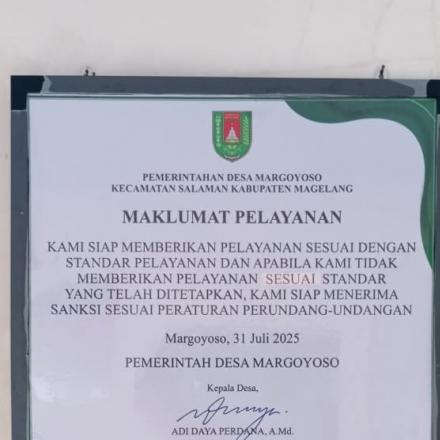 PEMERINTAHAN DESA MARGOYOSO
KECAMATAN SALAMAN KABUPATEN MAGELANG
MAKLUMAT PELAYANAN
KAMI SIAP MEMBERIKAN PELAYANAN SESUAI DENGAN
STANDAR PELAYANAN DAN APABILA KAMI TIDAK
MEMBERIKAN PELAYANAN SESUAI STANDAR
YANG TELAH DITETAPKAN, KAMI SIAP MENERIMA
SANKSI SESUAI PERATURAN PERUNDANG-UNDANGAN
Margoyoso, 31 Juli 2025
PEMERINTAH DESA MARGOYOSO
Kepala Desa,
ADI DAYA PERDANA, A.Md.